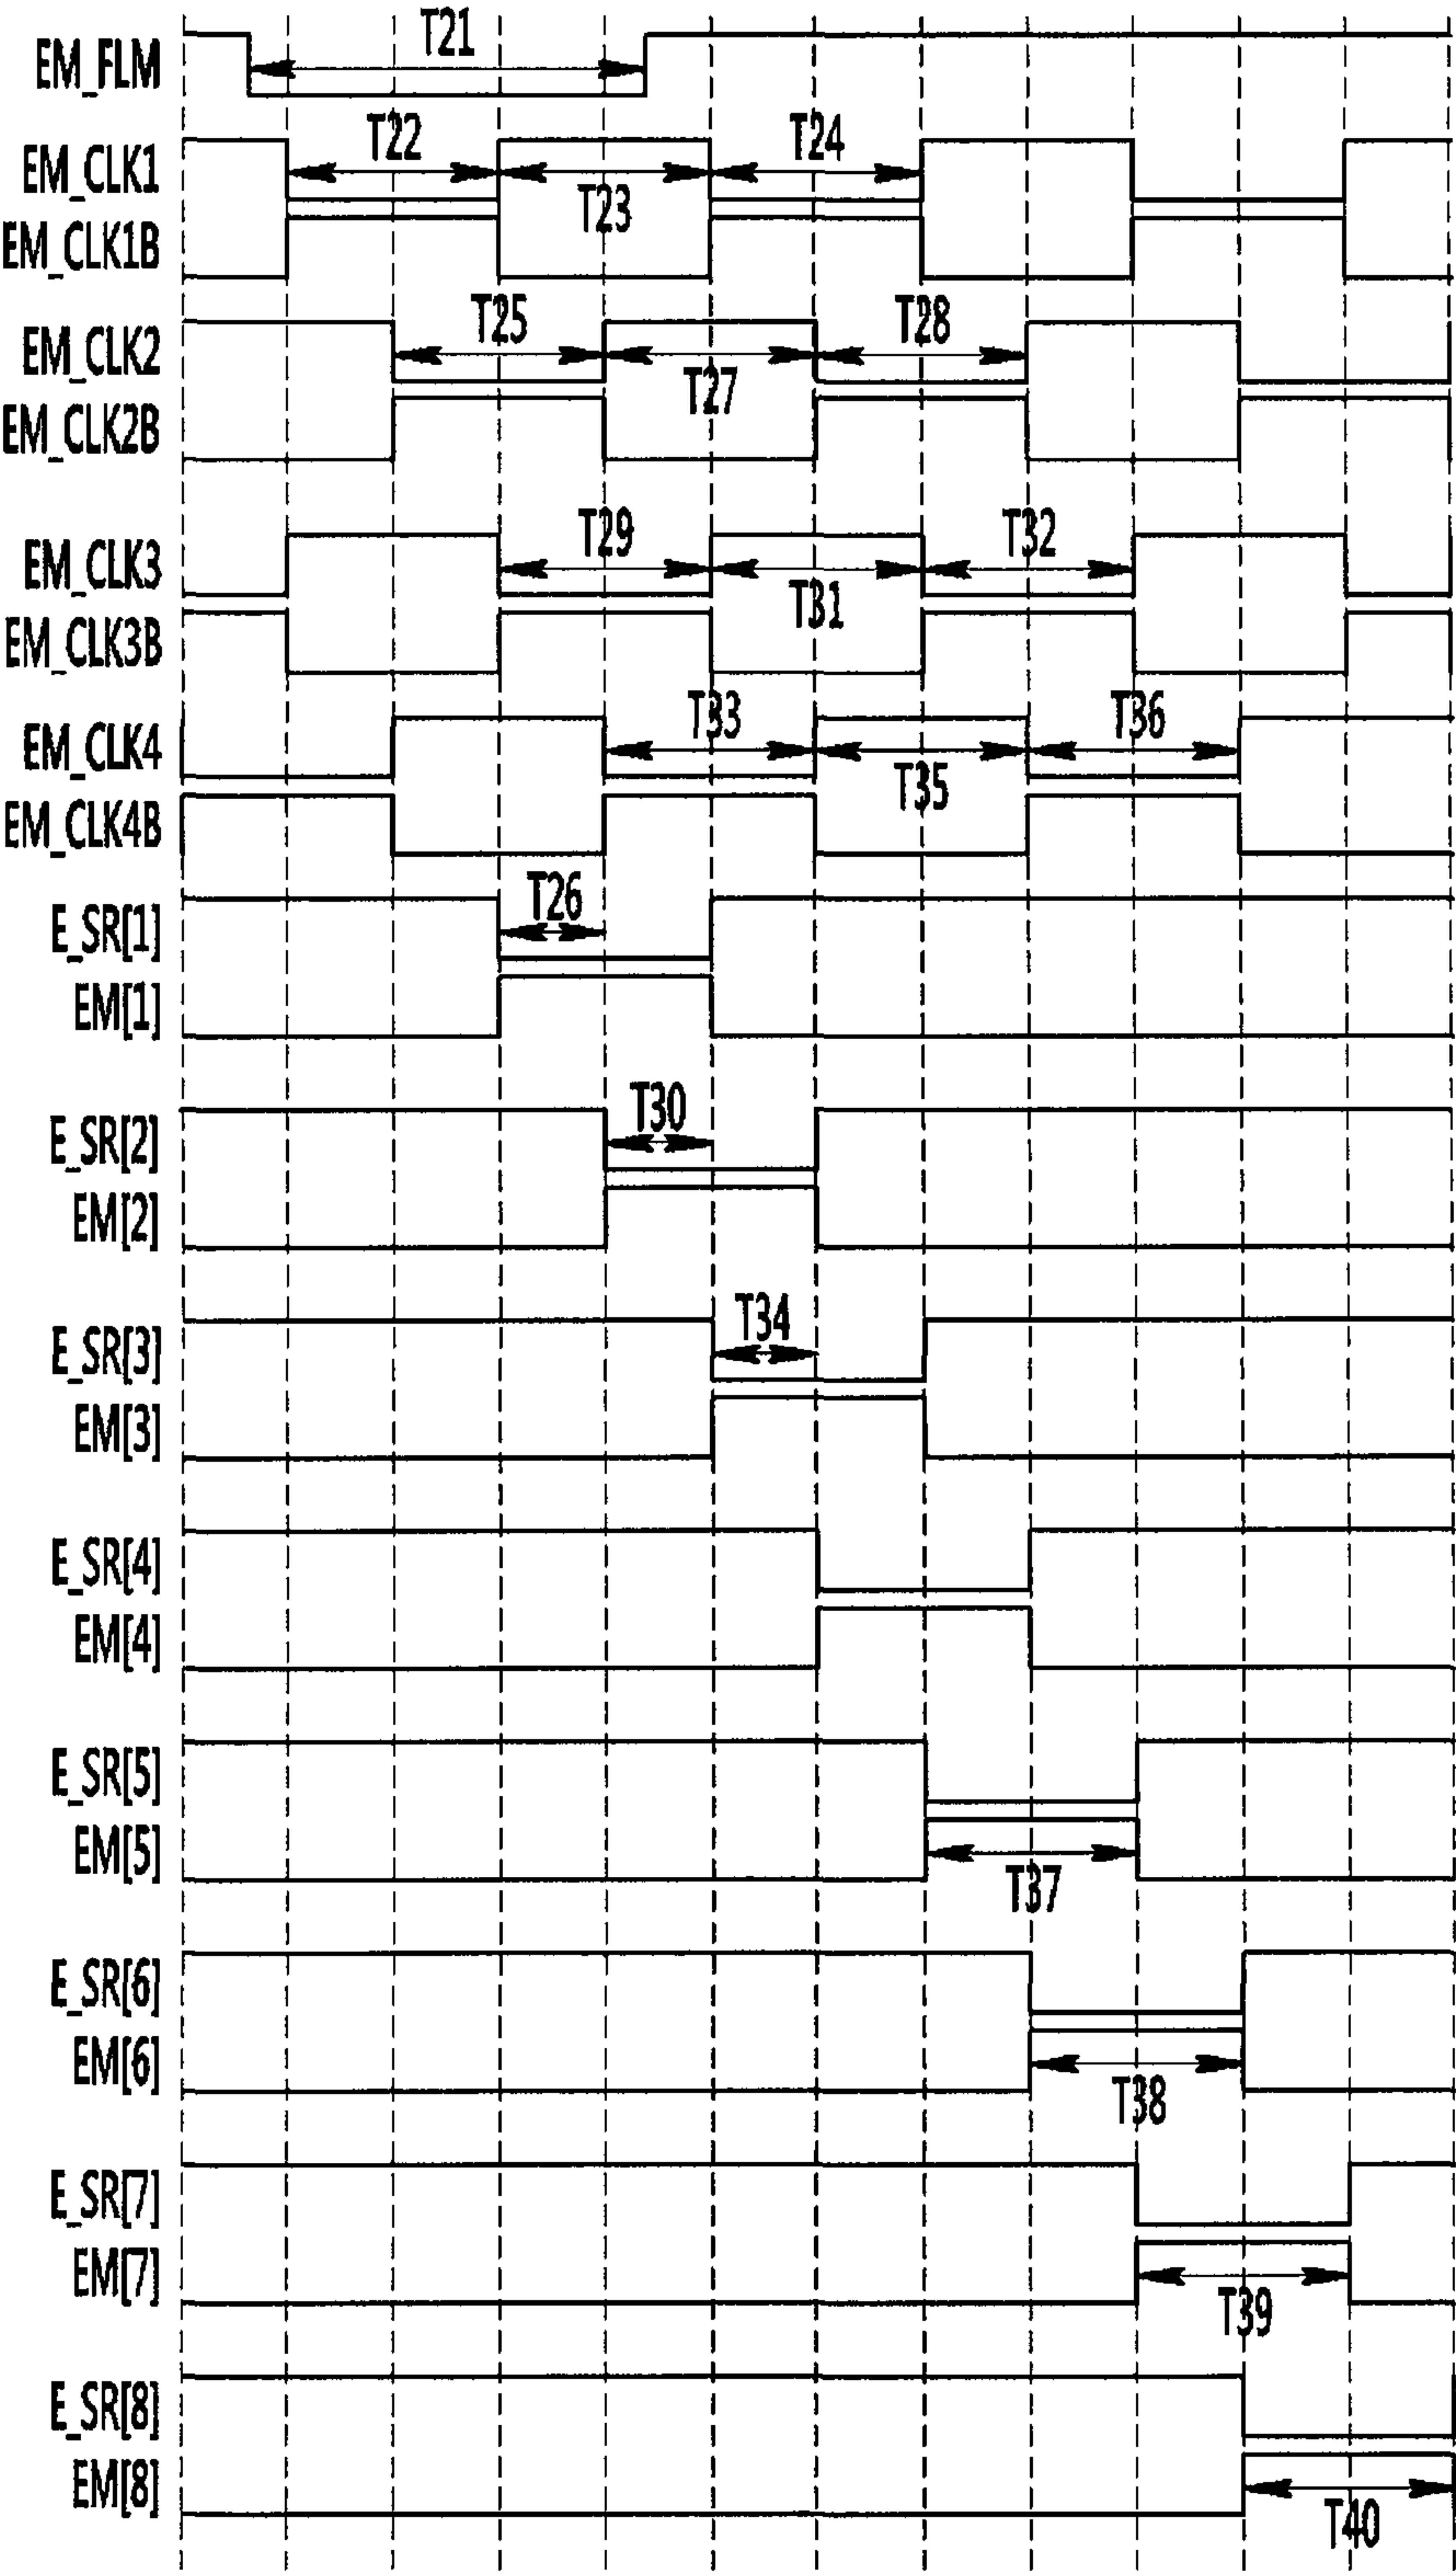 T21
EM_FLM
T22
T24
EM_CLK1
T23
EM_CLK1B
T25
T28
EM_CLK2
T27
EM_CLK2B
T29
T32
EM_CLK3
T31
EM_CLK3B
T33
T36
EM_CLK4
T35
EM_CLK4B
T26
E_SR[1]
EM[1]
T30
E_SR[2]
EM[2]
T34
E_SR[3]
EM[3]
E_SR[4]
EM[4]
E_SR[5]
EM[5]
T37
E_SR[6]
EM[6]
T38
E_SR[7]
EM[7]
T39
E_SR[8]
EM[8]
T40